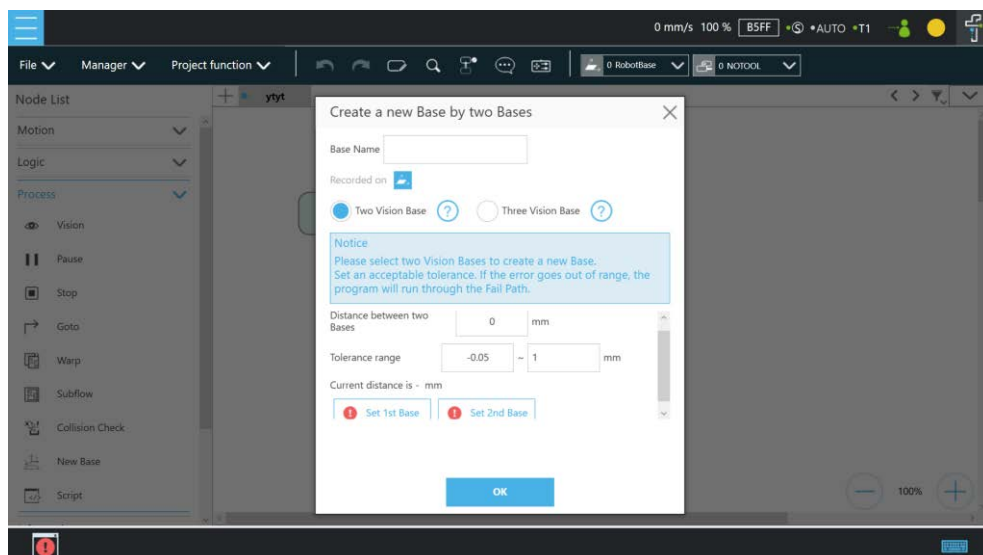 0 mm/s 100 % B5FF •Ⓢ •AUTO •T1
File Manager Project function 0 RobotBase 0 NOTOOL
Node List
ytyt
Motion
Logic
Process
Vision
Pause
Stop
Goto
Warp
Subflow
Collision Check
New Base
Script
Create a new Base by two Bases
Base Name
Recorded on
Two Vision Base ? Three Vision Base ?
Notice
Please select two Vision Bases to create a new Base.
Set an acceptable tolerance. If the error goes out of range, the
program will run through the Fail Path.
Distance between two
Bases
0 mm
Tolerance range -0.05 ~ 1 mm
Current distance is - mm
! Set 1st Base ! Set 2nd Base
OK
100%